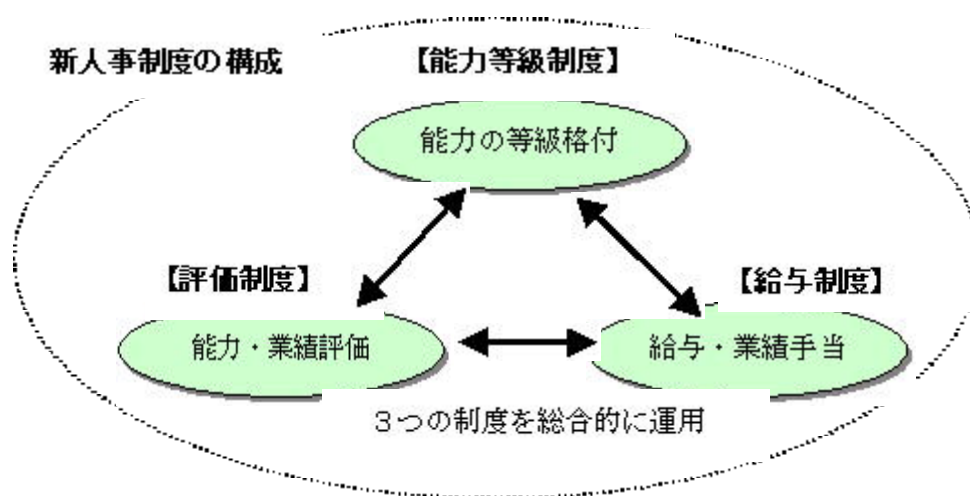 新人事制度の構成
【能力等級制度】
能力の等級格付
【評価制度】
【給与制度】
能力・業績評価
給与・業績手当
３つの制度を総合的に運用